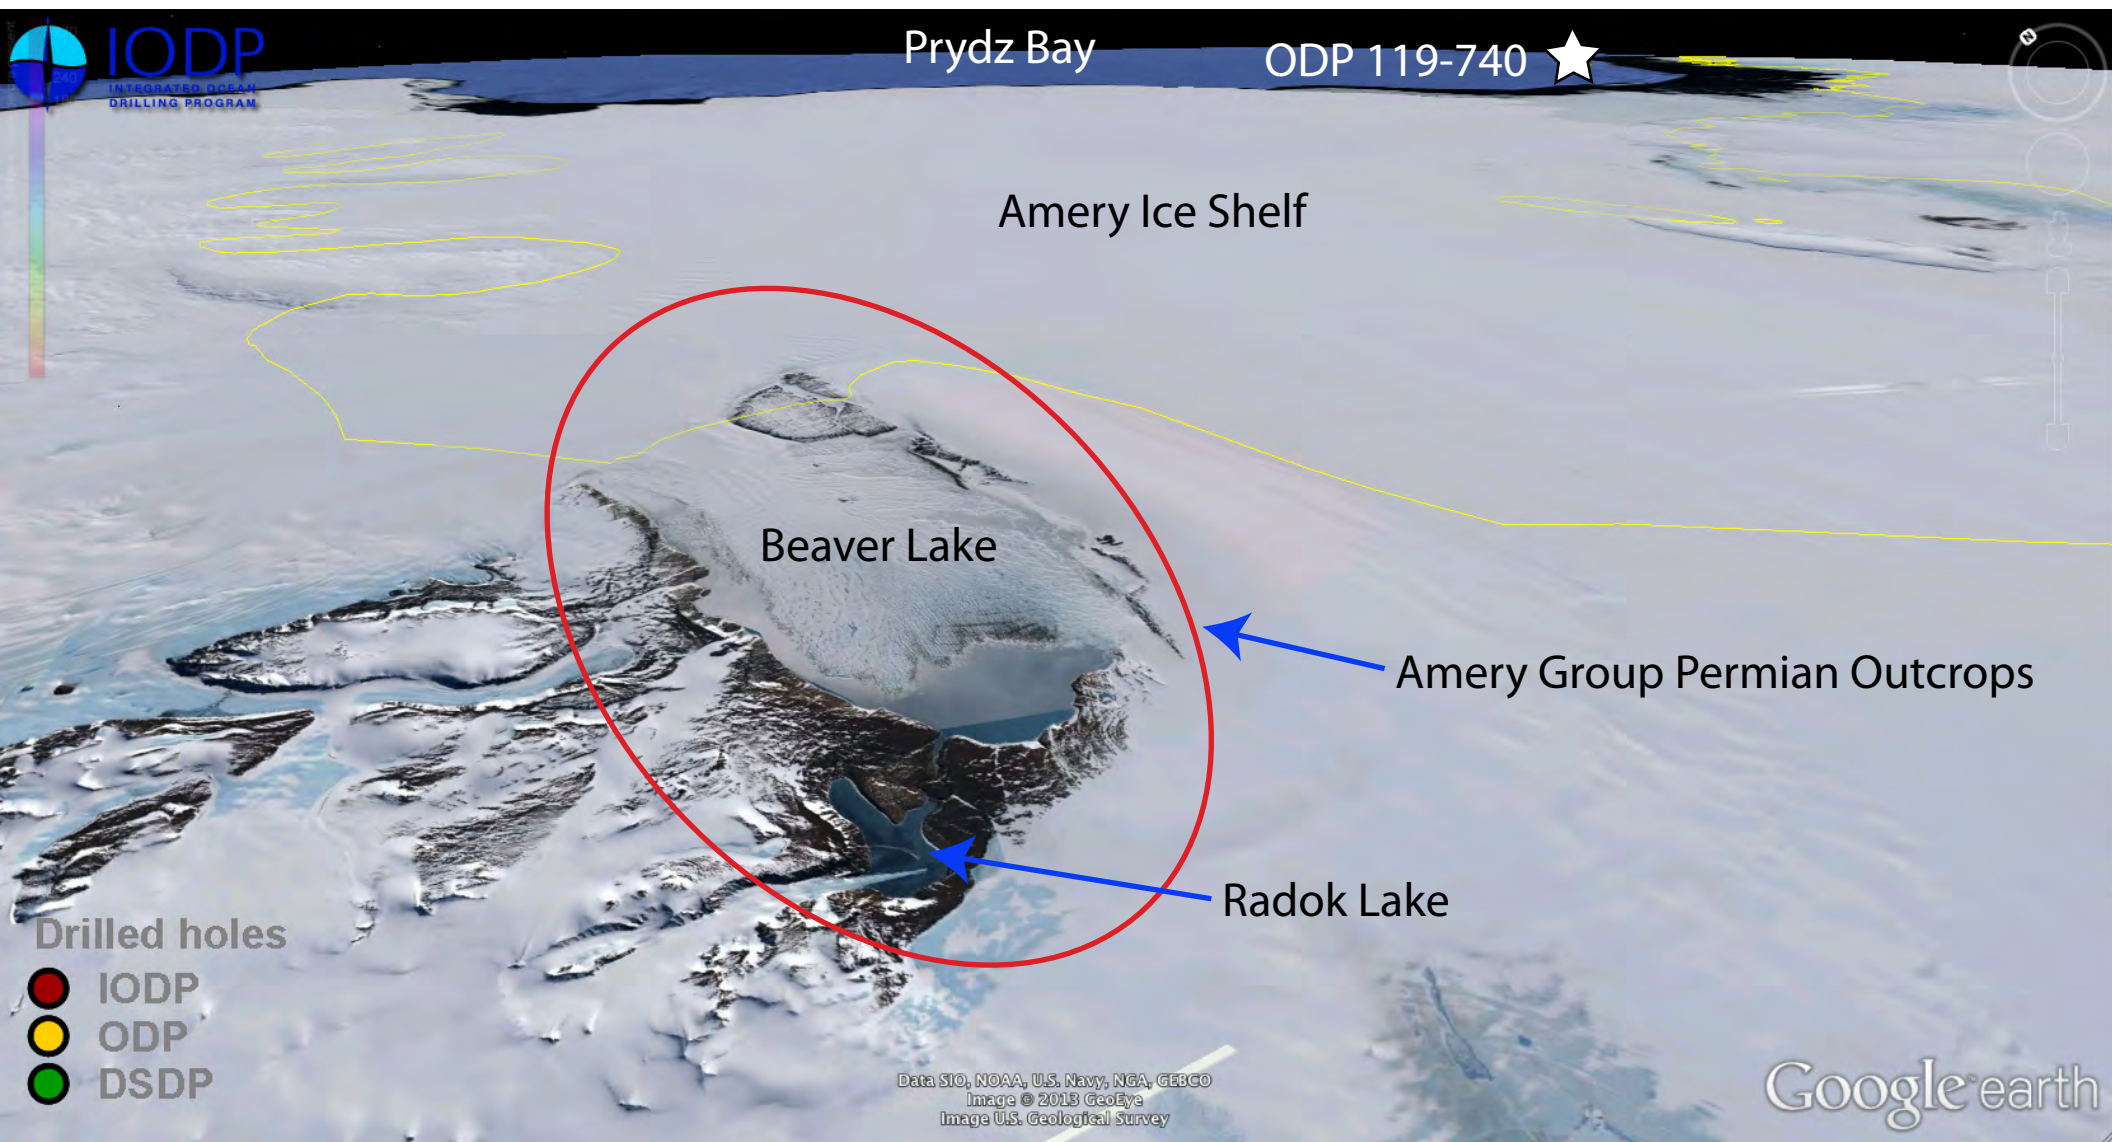 IODP
INTEGRATED OCEAN
DRILLING PROGRAM
240
Prydz Bay
ODP 119-740
N
Amery Ice Shelf
Beaver Lake
Amery Group Permian Outcrops
Radok Lake
Drilled holes
IODP
ODP
DSDP
Data SIO, NOAA, U.S. Navy, NGA, GEBCO
Image © 2013 GeoEye
Image U.S. Geological Survey
Google earth